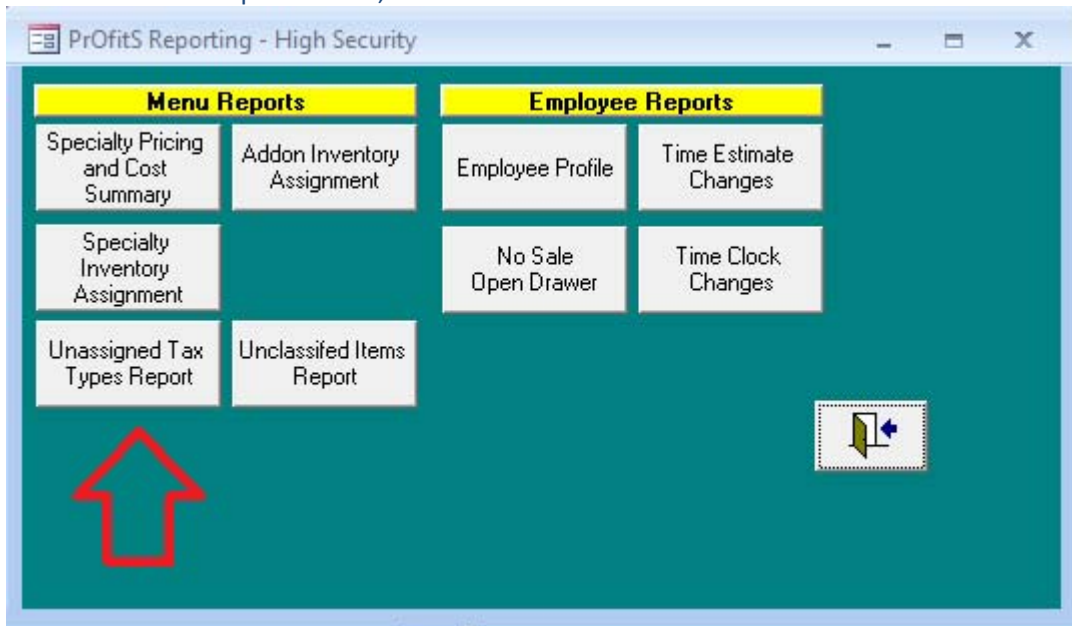 PrOfitS Reporting - High Security
Menu Reports
Employee Reports
Specialty Pricing
and Cost
Summary
Addon Inventory
Assignment
Employee Profile
Time Estimate
Changes
Specialty
Inventory
Assignment
No Sale
Open Drawer
Time Clock
Changes
Unassigned Tax
Types Report
Unclassifed Items
Report